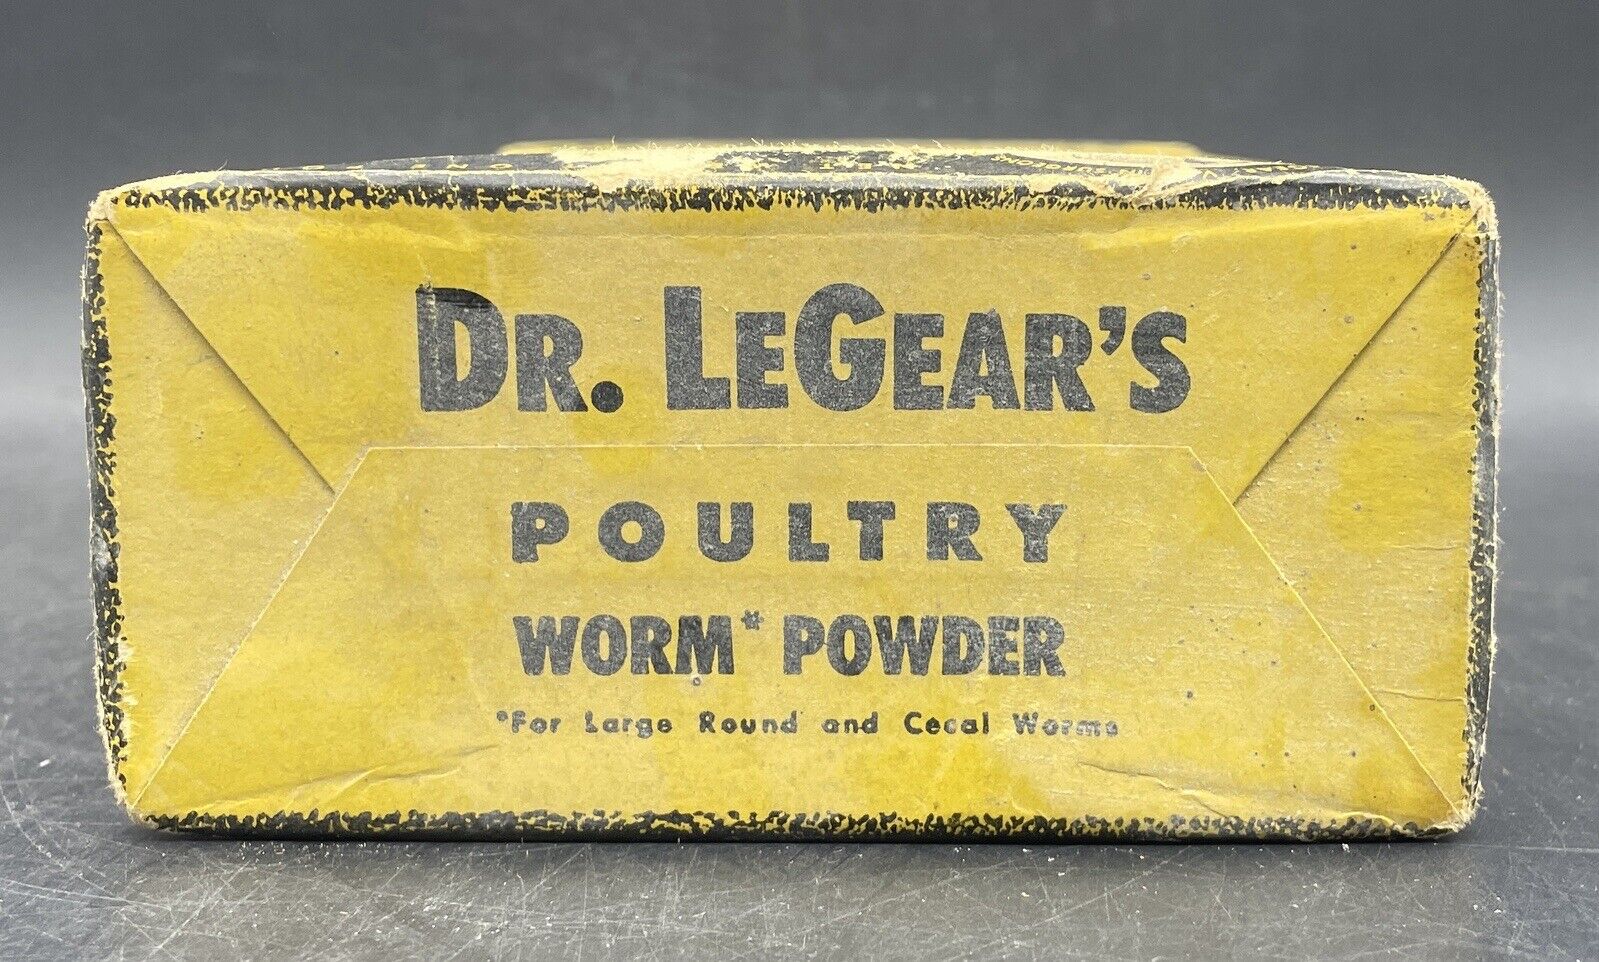 DR. LEGEAR'S
POULTRY
WORM* POWDER
*For Large Round and Cecal Worms